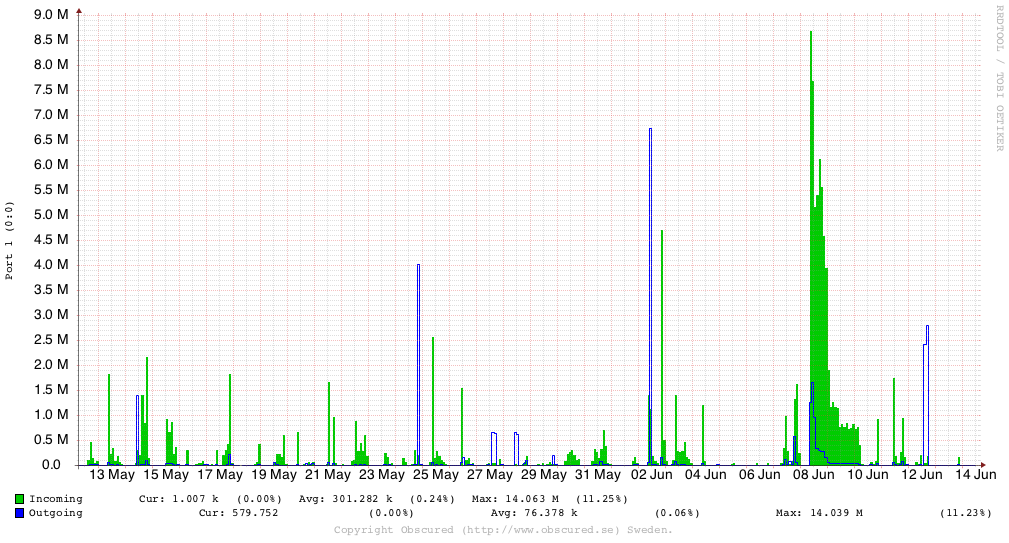 RRDTOOL / TOBI OETIKER
Port 1 (0:0)
9.0 M
8.5 M
8.0 M
7.5 M
7.0 M
6.5 M
6.0 M
5.5 M
5.0 M
4.5 M
4.0 M
3.5 M
3.0 M
2.5 M
2.0 M
1.5 M
1.0 M
0.5 M
0.0
13 May 15 May 17 May 19 May 21 May 23 May 25 May 27 May 29 May 31 May 02 Jun 04 Jun 06 Jun 08 Jun 10 Jun 12 Jun 14 Jun
Incoming Cur: 1.007 k (0.00%) Avg: 301.282 k (0.24%) Max: 14.063 M (11.25%)
Outgoing Cur: 579.752 (0.00%) Avg: 76.378 k (0.06%) Max: 14.039 M (11.23%)
Copyright Obscured (http://www.obscured.se) Sweden.